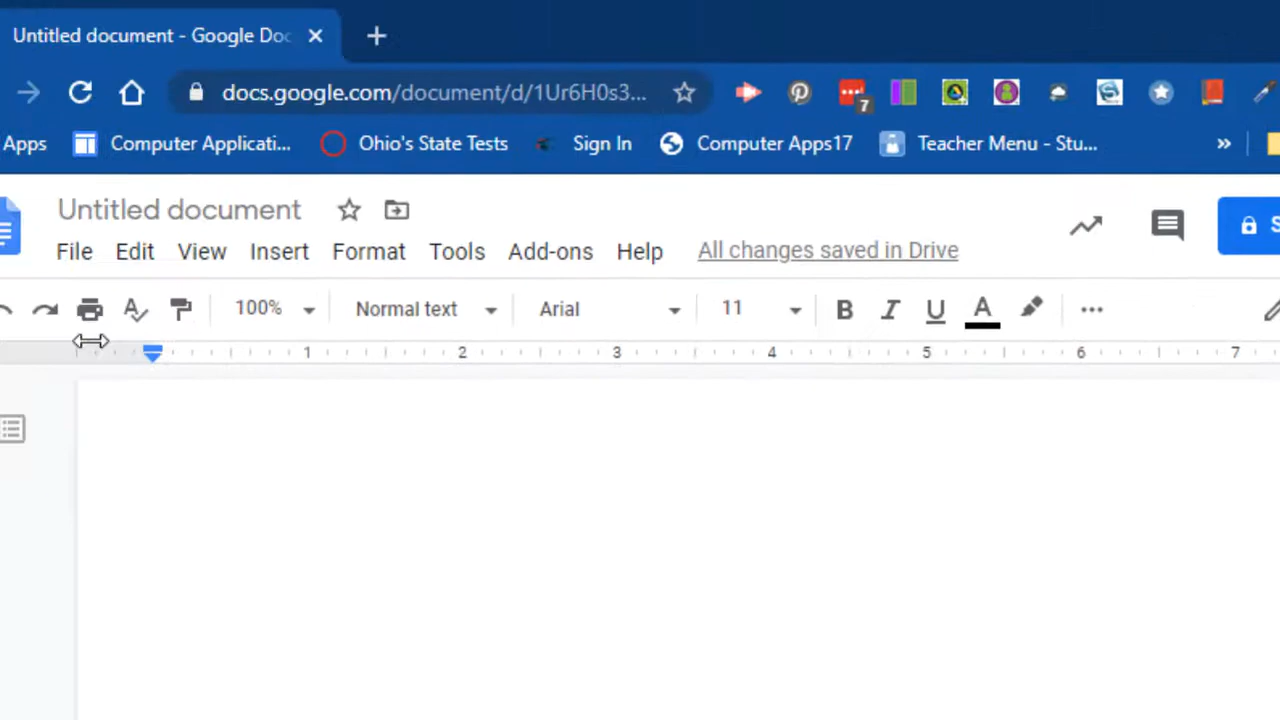 Untitled document - Google Doc
docs.google.com/document/d/1Ur6H0s3...
7
Apps Computer Applicati... Ohio's State Tests Sign In Computer Apps17 Teacher Menu - Stu... »
Untitled document
File Edit View Insert Format Tools Add-ons Help All changes saved in Drive
100% Normal text Arial 11 B I U A
1 2 3 4 5 6 7